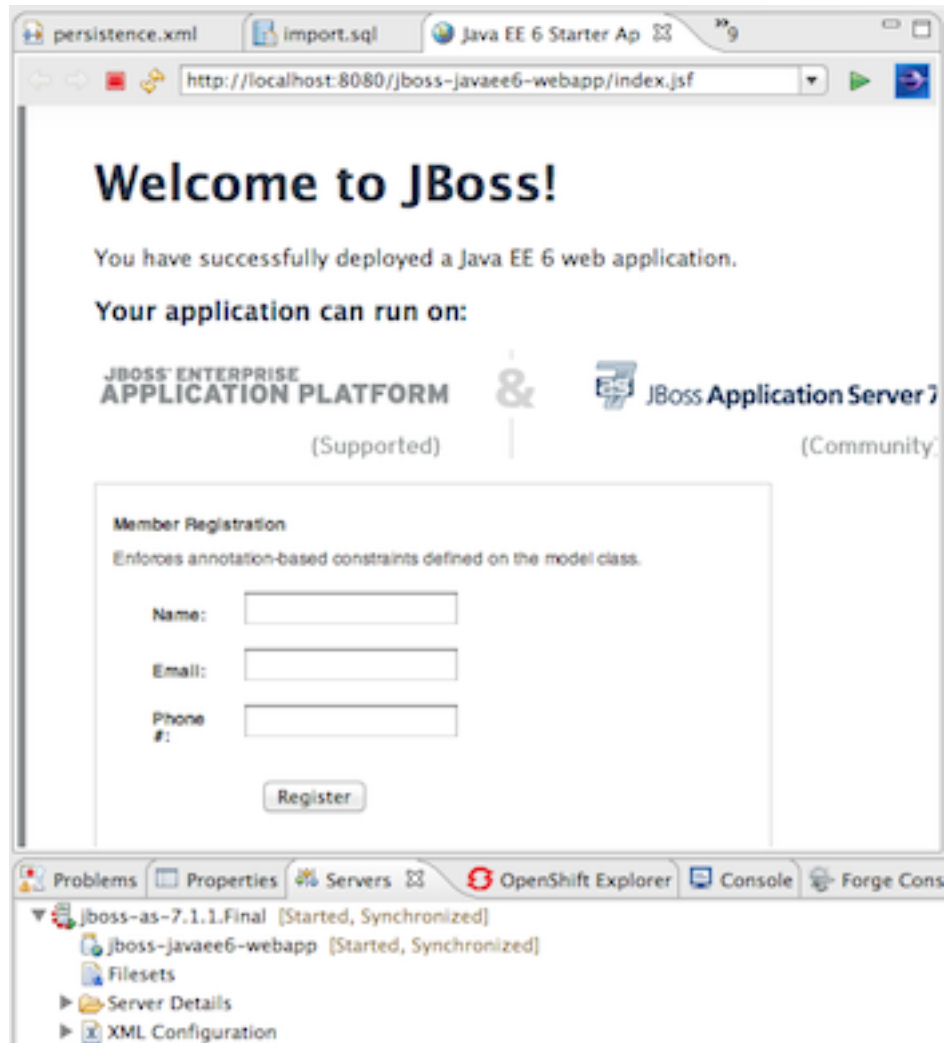 persistence.xml import.sql Java EE 6 Starter Ap »9
http://localhost:8080/jboss-javaee6-webapp/index.jsf
Welcome to JBoss!
You have successfully deployed a Java EE 6 web application.
Your application can run on:
JBOSS' ENTERPRISE
APPLICATION PLATFORM & as JBoss Application Server 7
(Supported) (Community)
Member Registration
Enforces annotation-based constraints defined on the model class.
Name:
Email:
Phone
#:
Register
Problems Properties Servers OpenShift Explorer Console Forge Cons
jboss-as-7.1.1.Final [Started, Synchronized]
jboss-javaee6-webapp [Started, Synchronized]
Filesets
Server Details
XML Configuration